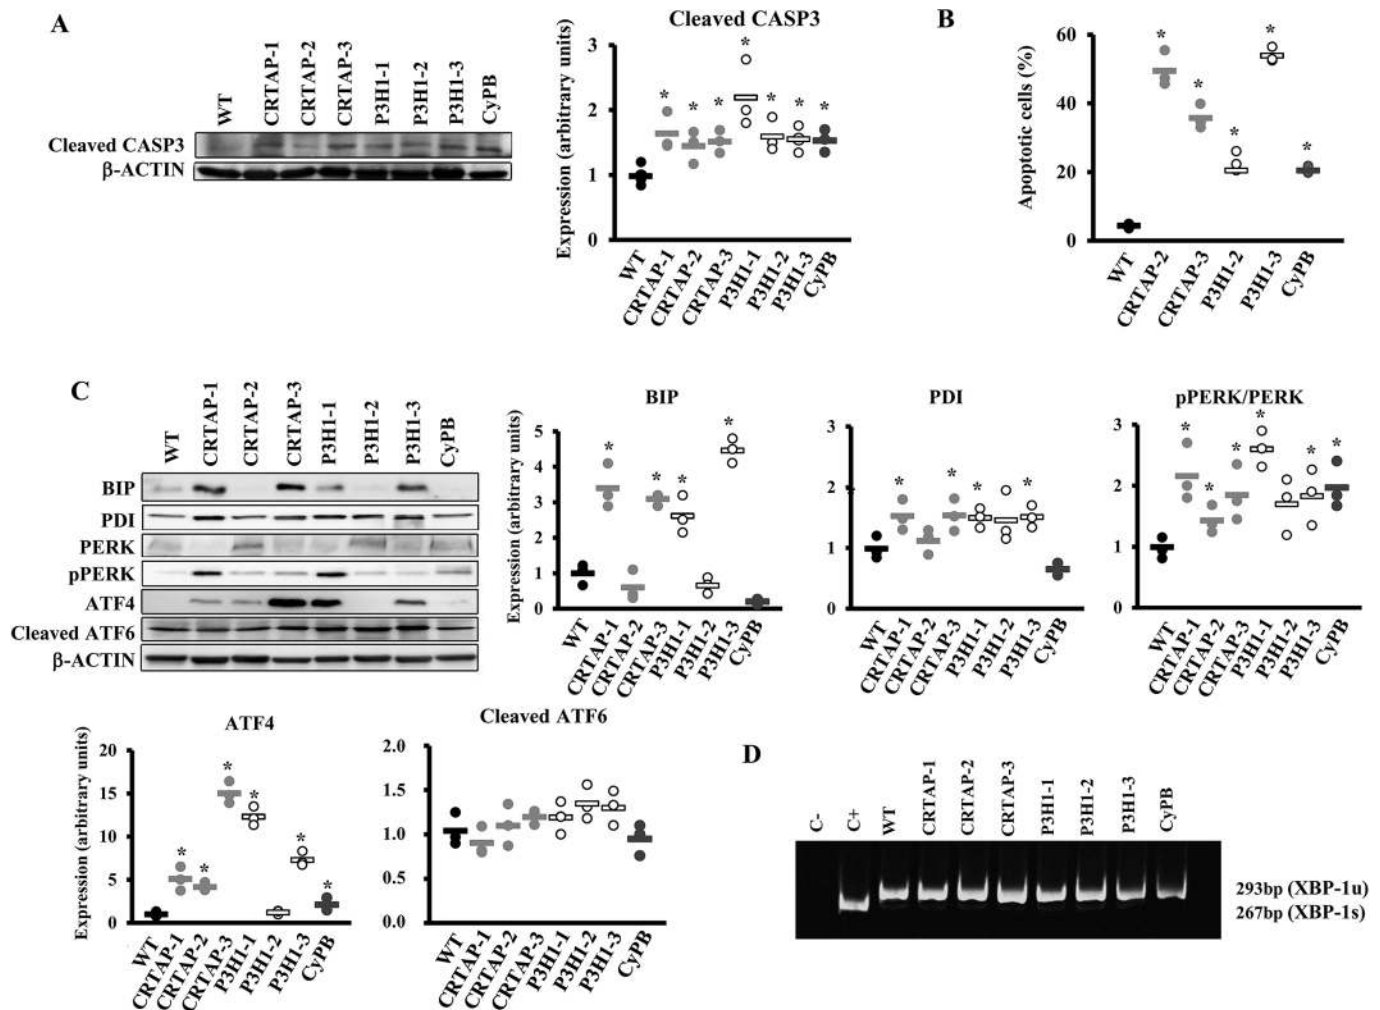 A
WT
CRTAP-1
CRTAP-2
CRTAP-3
P3H1-1
P3H1-2
P3H1-3
CyPB
Cleaved CASP3
β-ACTIN
Cleaved CASP3
Expression (arbitrary units)
3
2
1
0
*
*
*
*
*
*
*
WT
CRTAP-1
CRTAP-2
CRTAP-3
P3H1-1
P3H1-2
P3H1-3
CyPB
B
Apoptotic cells (%)
60
40
20
0
*
*
*
*
*
WT
CRTAP-2
CRTAP-3
P3H1-2
P3H1-3
CyPB
C
WT
CRTAP-1
CRTAP-2
CRTAP-3
P3H1-1
P3H1-2
P3H1-3
CyPB
BIP
PDI
PERK
pPERK
ATF4
Cleaved ATF6
β-ACTIN
BIP
Expression (arbitrary units)
5
4
3
2
1
0
*
*
*
*
WT
CRTAP-1
CRTAP-2
CRTAP-3
P3H1-1
P3H1-2
P3H1-3
CyPB
PDI
3
2
1
0
*
*
*
*
WT
CRTAP-1
CRTAP-2
CRTAP-3
P3H1-1
P3H1-2
P3H1-3
CyPB
pPERK/PERK
3
2
1
0
*
*
*
*
*
*
WT
CRTAP-1
CRTAP-2
CRTAP-3
P3H1-1
P3H1-2
P3H1-3
CyPB
ATF4
Expression (arbitrary units)
20
15
10
5
0
*
*
*
*
*
*
WT
CRTAP-1
CRTAP-2
CRTAP-3
P3H1-1
P3H1-2
P3H1-3
CyPB
Cleaved ATF6
2.0
1.5
1.0
0.5
0.0
WT
CRTAP-1
CRTAP-2
CRTAP-3
P3H1-1
P3H1-2
P3H1-3
CyPB
D
C-
C+
WT
CRTAP-1
CRTAP-2
CRTAP-3
P3H1-1
P3H1-2
P3H1-3
CyPB
293bp (XBP-1u)
267bp (XBP-1s)